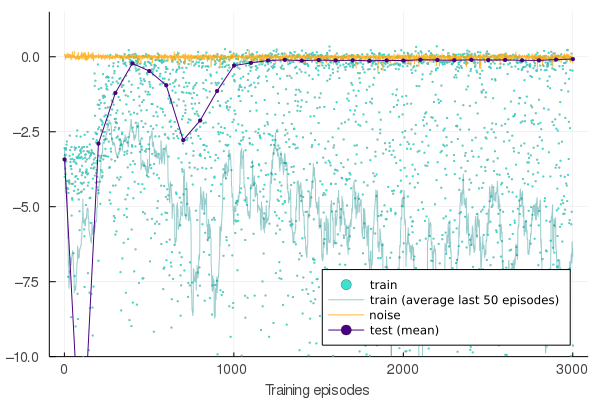 0.0
−2.5
−5.0
−7.5
−10.0
train
train (average last 50 episodes)
noise
test (mean)
0
1000
2000
3000
Training episodes